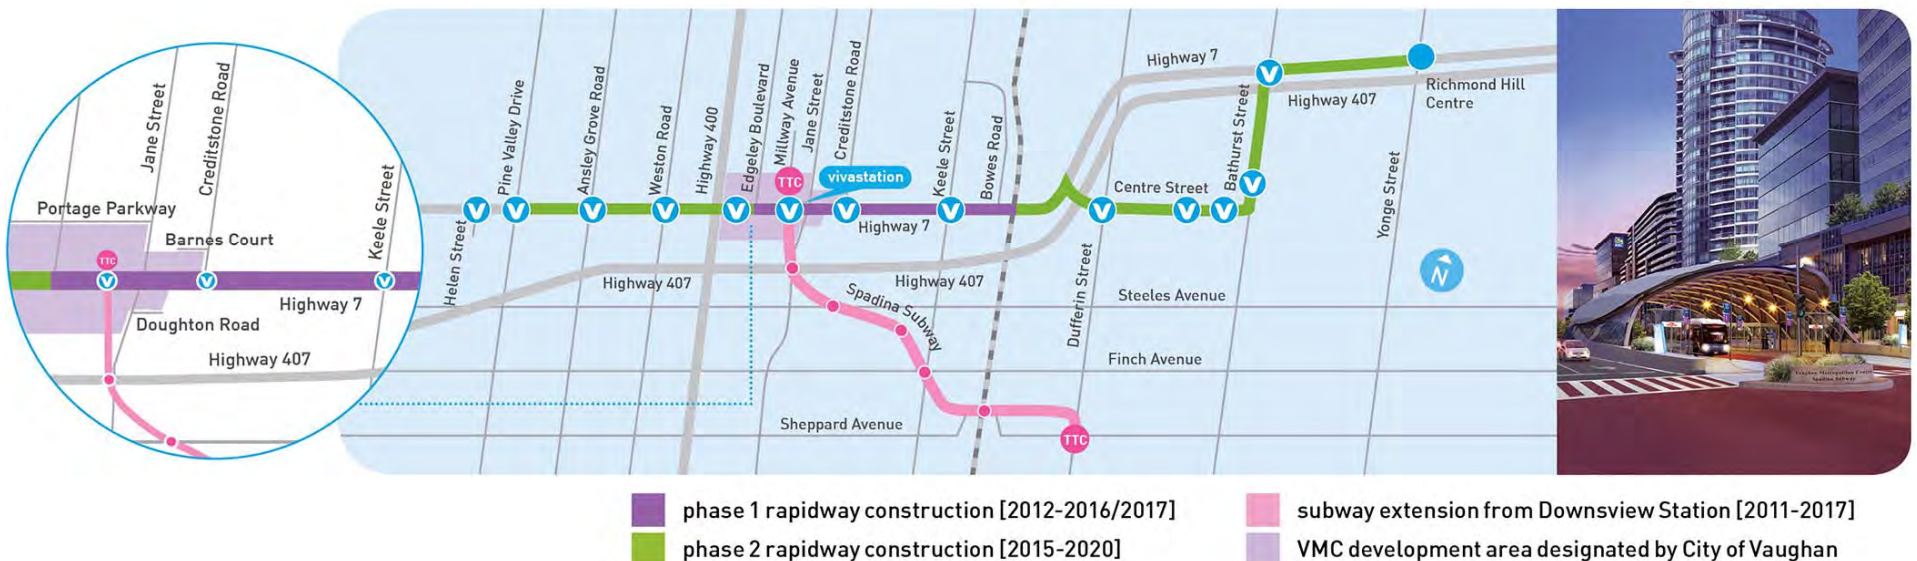 Jane Street
Creditstone Road
Keele Street
Portage Parkway
Barnes Court
TTC
V
V
V
Highway 7
Doughton Road
Highway 407
Pine Valley Drive
Ansley Grove Road
Weston Road
Highway 400
Edgeley Boulevard
Millway Avenue
Jane Street
Creditstone Road
Keele Street
Bowes Road
Highway 7
Highway 407
Bathurst Street
Richmond Hill
Centre
TTC
vivastation
Centre Street
V
V
V
V
V
V
V
V
V
V
V
V
V
Highway 7
Helen Street
Highway 407
Highway 407
Spadina Subway
Dufferin Street
Yonge Street
N
Steeles Avenue
Finch Avenue
Sheppard Avenue
TTC
Vaughan Metropolitan Centre
Spadina Subway
phase 1 rapidway construction [2012-2016/2017]
phase 2 rapidway construction [2015-2020]
subway extension from Downsview Station [2011-2017]
VMC development area designated by City of Vaughan